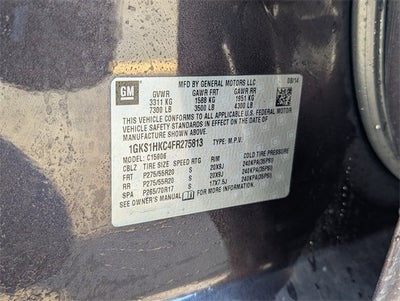 GM
MFD BY GENERAL MOTORS LLC 08/14
GVWR GAWR FRT GAWR RR
3311 KG 1588 KG 1951 KG
7300 LB 3500 LB 4300 LB
THIS VEHICLE CONFORMS TO ALL APPLICABLE U.S. FEDERAL MOTOR
VEHICLE SAFETY STANDARDS IN EFFECT ON THE DATE OF
MANUFACTURE SHOWN ABOVE.
1GKS1HKC4FR275813 TYPE: M.P.V.
MODEL: C15906
CBLZ TIRE SIZE SPEED RTG RIM COLD TIRE PRESSURE
FRT P275/55R20 S 20X9J 240KPA(35PSI)
RR P275/55R20 S 20X9J 240KPA(35PSI)
SPA P265/70R17 S 17X7.5J 240KPA(35PSI)
SEE OWNER'S MANUAL FOR MORE INFORMATION.